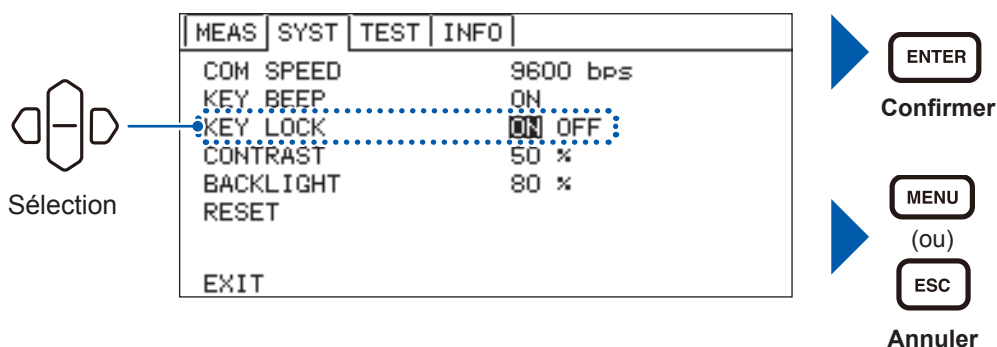 MEAS SYST TEST INFO
COM SPEED 9600 bps
KEY BEEP ON
KEY LOCK ON OFF
CONTRAST 50 %
BACKLIGHT 80 %
RESET
EXIT
Sélection
ENTER
Confirmer
MENU
(ou)
ESC
Annuler